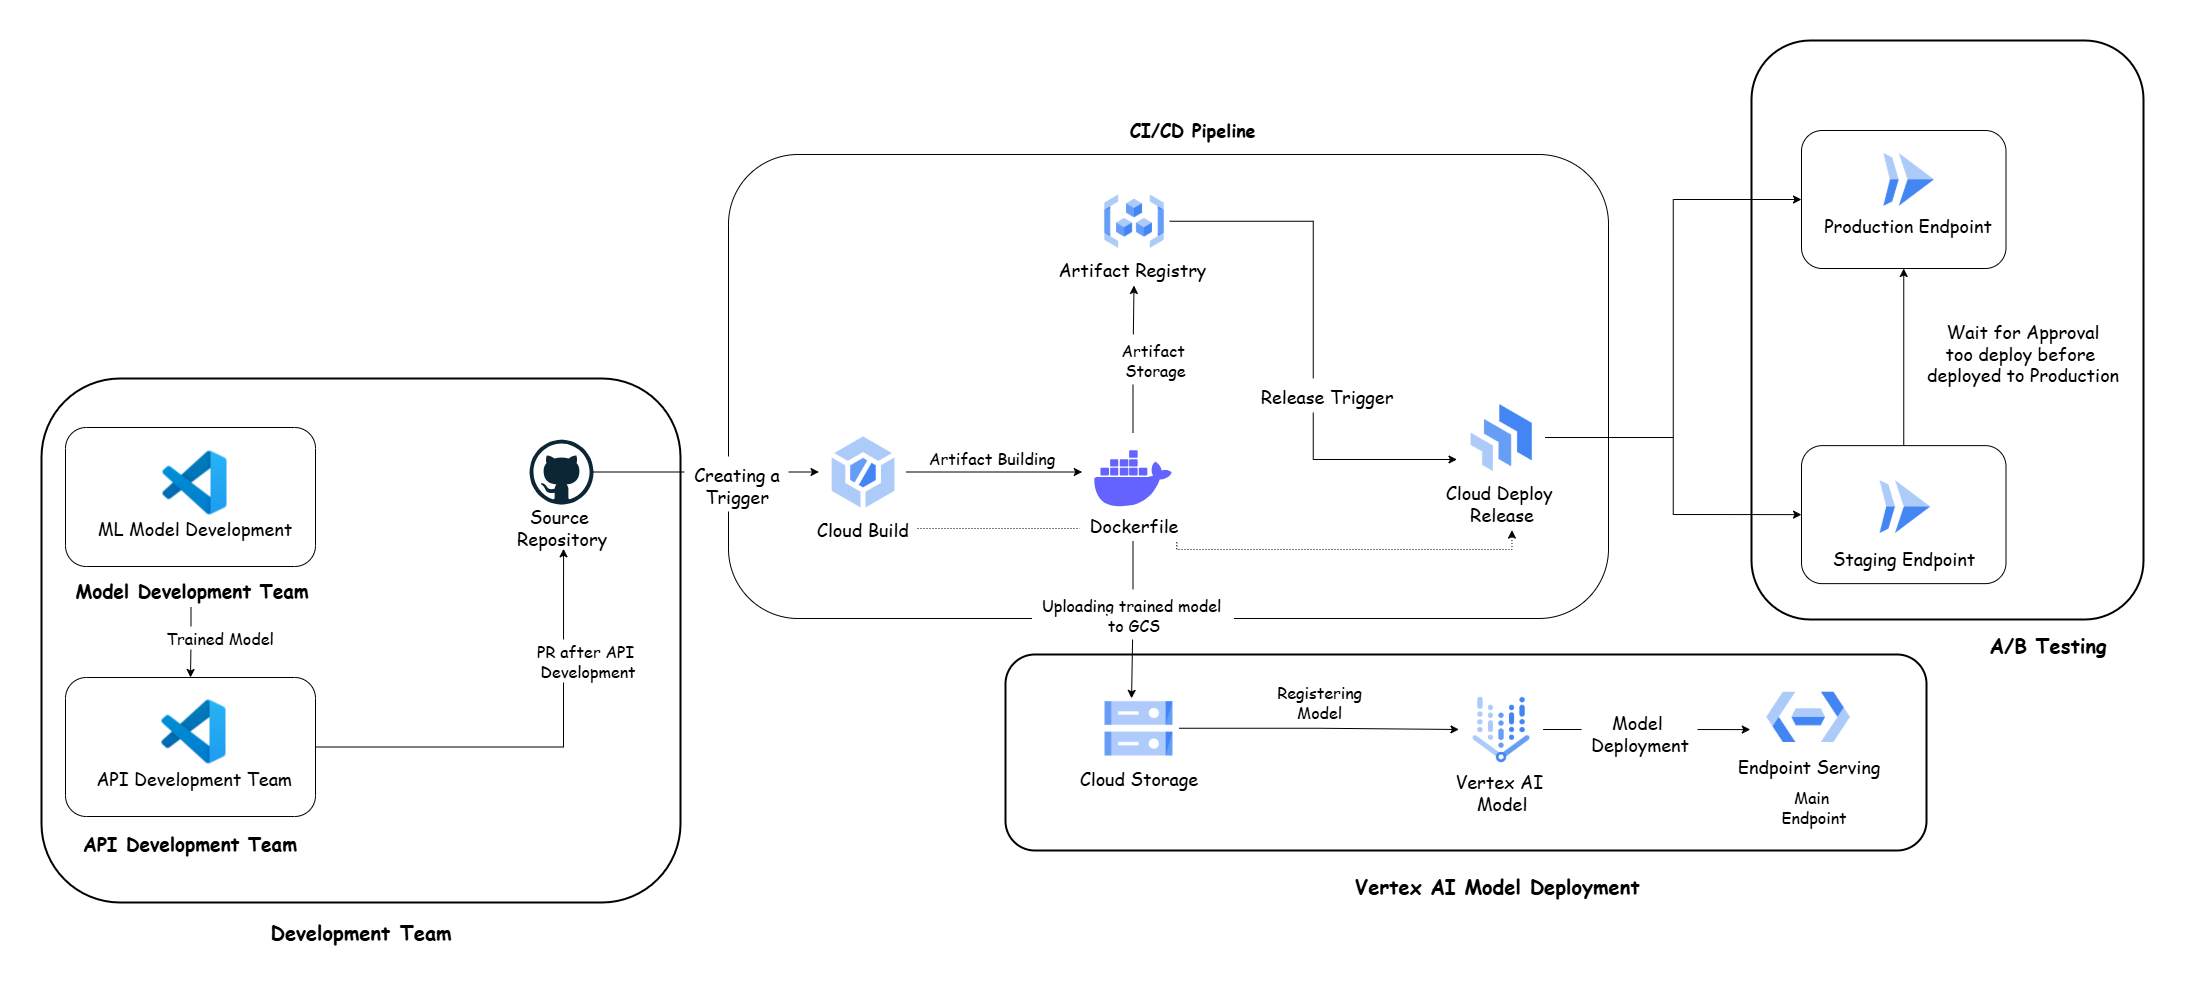 CI/CD Pipeline
Production Endpoint
Artifact Registry
Wait for Approval
too deploy before
deployed to Production
Artifact
Storage
Release Trigger
Staging Endpoint
Cloud Deploy
Release
Artifact Building
Creating a
Trigger
Cloud Build
Dockerfile
Source
Repository
ML Model Development
Model Development Team
Trained Model
PR after API
Development
API Development Team
API Development Team
Development Team
Uploading trained model
to GCS
A/B Testing
Registering
Model
Model
Deployment
Cloud Storage
Vertex AI
Model
Endpoint Serving
Main
Endpoint
Vertex AI Model Deployment